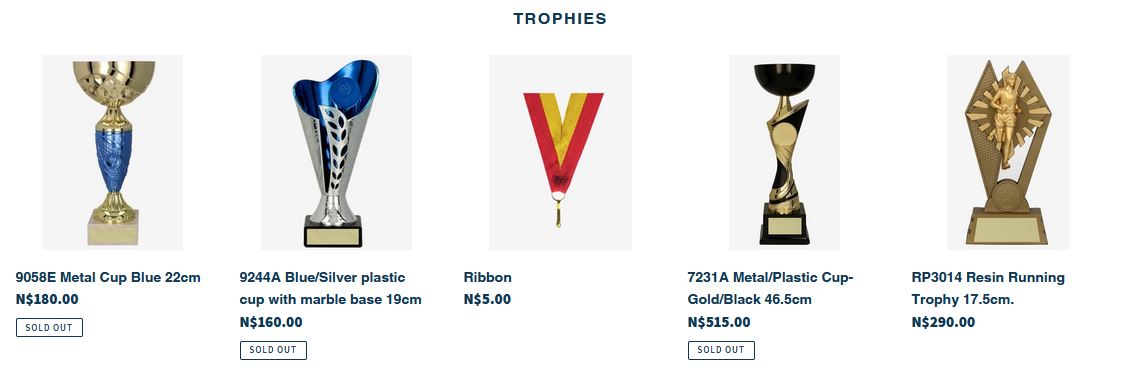 TROPHIES
9058E Metal Cup Blue 22cm
N$180.00
SOLD OUT
9244A Blue/Silver plastic
cup with marble base 19cm
N$160.00
SOLD OUT
Ribbon
N$5.00
7231A Metal/Plastic Cup-
Gold/Black 46.5cm
N$515.00
SOLD OUT
RP3014 Resin Running
Trophy 17.5cm.
N$290.00